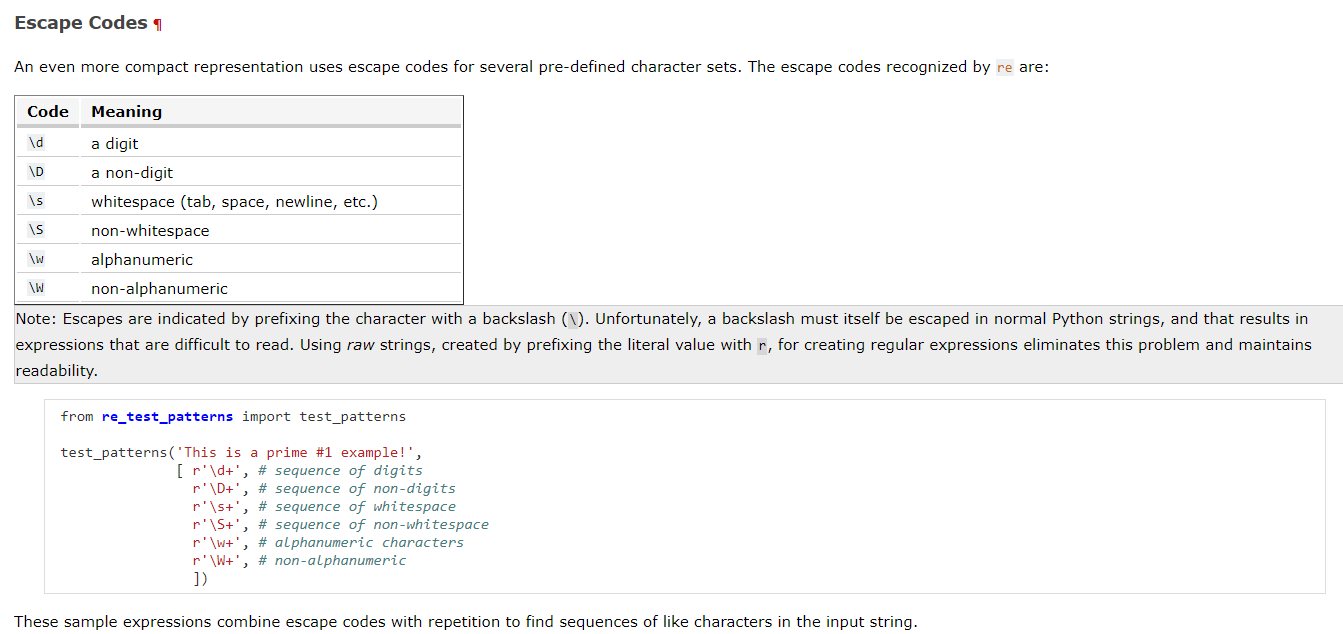 Escape Codes ¶
An even more compact representation uses escape codes for several pre-defined character sets. The escape codes recognized by re are:
Code Meaning
\d a digit
\D a non-digit
\s whitespace (tab, space, newline, etc.)
\S non-whitespace
\w alphanumeric
\W non-alphanumeric
Note: Escapes are indicated by prefixing the character with a backslash (\). Unfortunately, a backslash must itself be escaped in normal Python strings, and that results in
expressions that are difficult to read. Using raw strings, created by prefixing the literal value with r, for creating regular expressions eliminates this problem and maintains
readability.
from re_test_patterns import test_patterns
test_patterns('This is a prime #1 example!',
[ r'\d+', # sequence of digits
r'\D+', # sequence of non-digits
r'\s+', # sequence of whitespace
r'\S+', # sequence of non-whitespace
r'\w+', # alphanumeric characters
r'\W+', # non-alphanumeric
])
These sample expressions combine escape codes with repetition to find sequences of like characters in the input string.